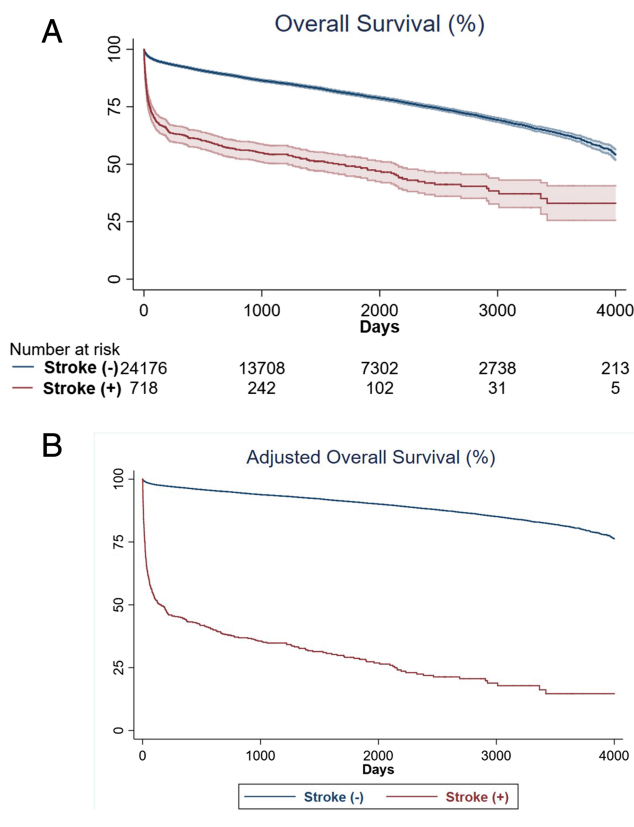 A
Overall Survival (%)
100
75
50
25
0
0 1000 2000 3000 4000
Days
Number at risk
Stroke (-) 24176 13708 7302 2738 213
Stroke (+) 718 242 102 31 5
B
Adjusted Overall Survival (%)
100
75
50
25
0
0 1000 2000 3000 4000
Days
Stroke (-) Stroke (+)